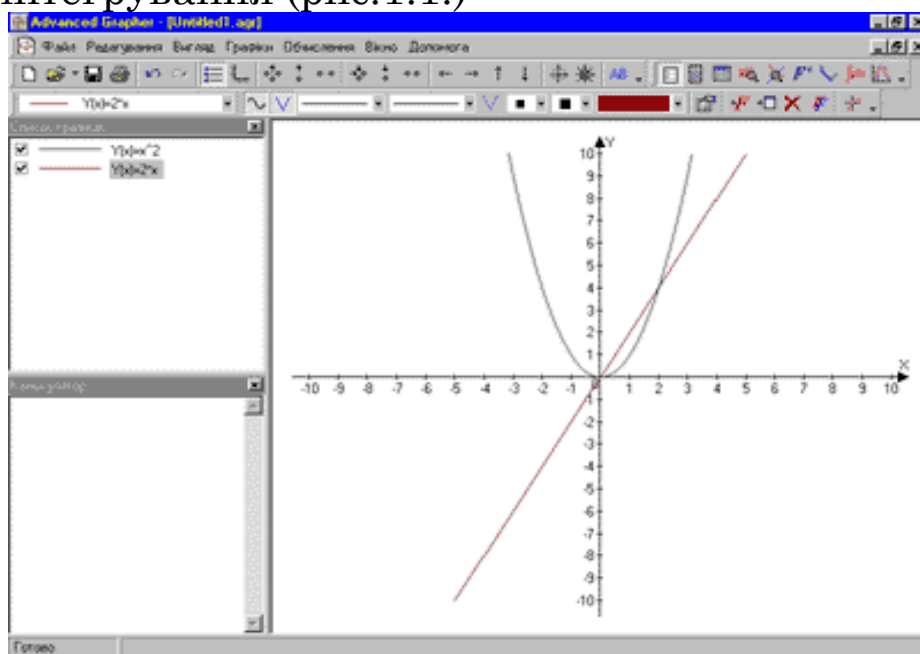 нтегрування (рис.1.1.)
Advanced Grapher - [Untitled1.agr]
Файл Редагування Вигляд Графіки Обчислення Вікно Допомога
Y(x)=2*x
Список графіків
Y(x)=x^2
Y(x)=2*x
Калькулятор
Y
10
9
8
7
6
5
4
3
2
1
X
-10 -9 -8 -7 -6 -5 -4 -3 -2 -1 1 2 3 4 5 6 7 8 9 10
-1
-2
-3
-4
-5
-6
-7
-8
-9
-10
Готово